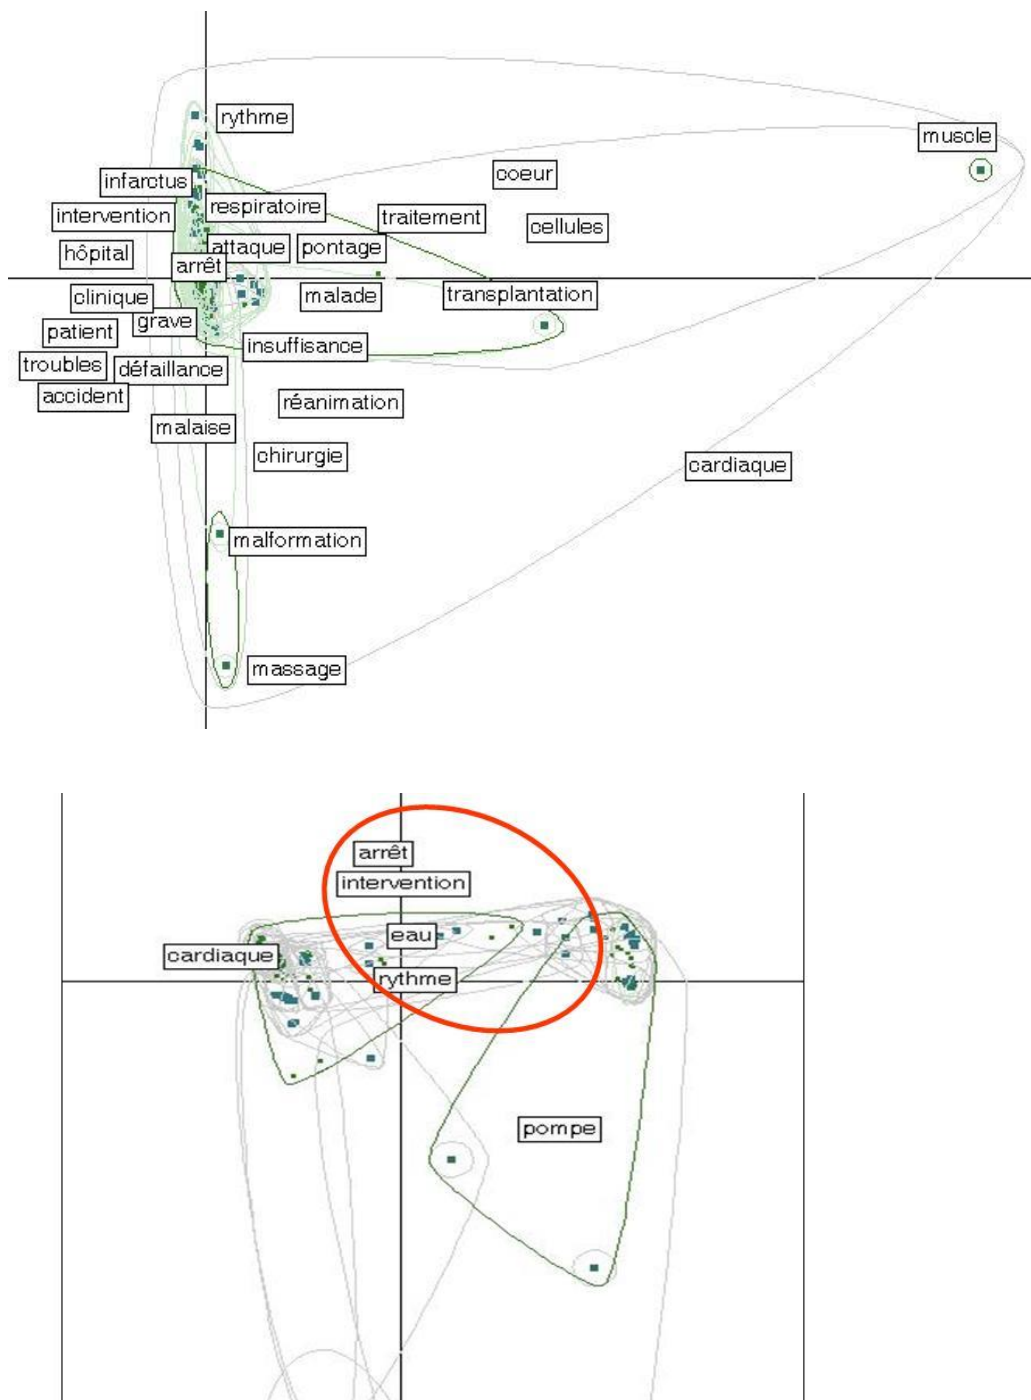 rythme
muscle
coeur
infarctus
respiratoire
intervention
traitement
cellules
hôpital
attaque
pontage
arrêt
clinique
malade
transplantation
grave
patient
insuffisance
troubles
défaillance
accident
réanimation
malaise
chirurgie
cardiaque
malformation
massage
arrêt
intervention
eau
cardiaque
rythme
pompe